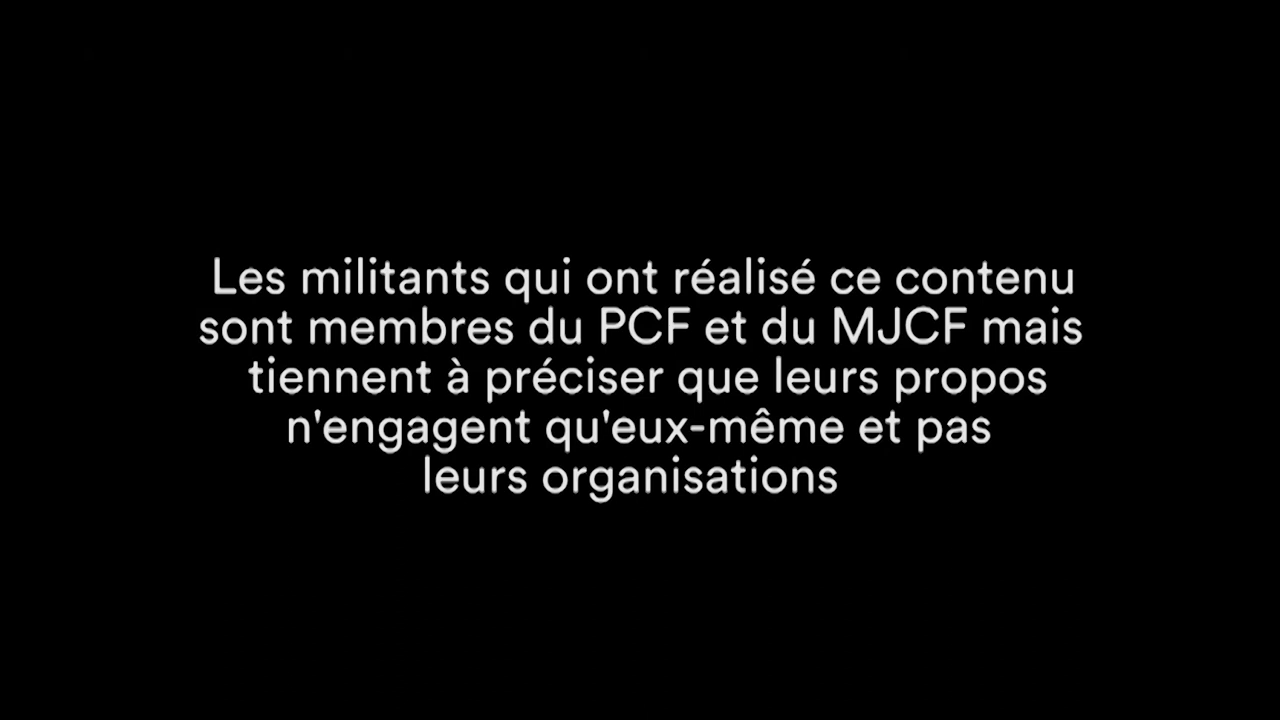 Les militants qui ont réalisé ce contenu
sont membres du PCF et du MJCF mais
tiennent à préciser que leurs propos
n'engagent qu'eux-même et pas
leurs organisations